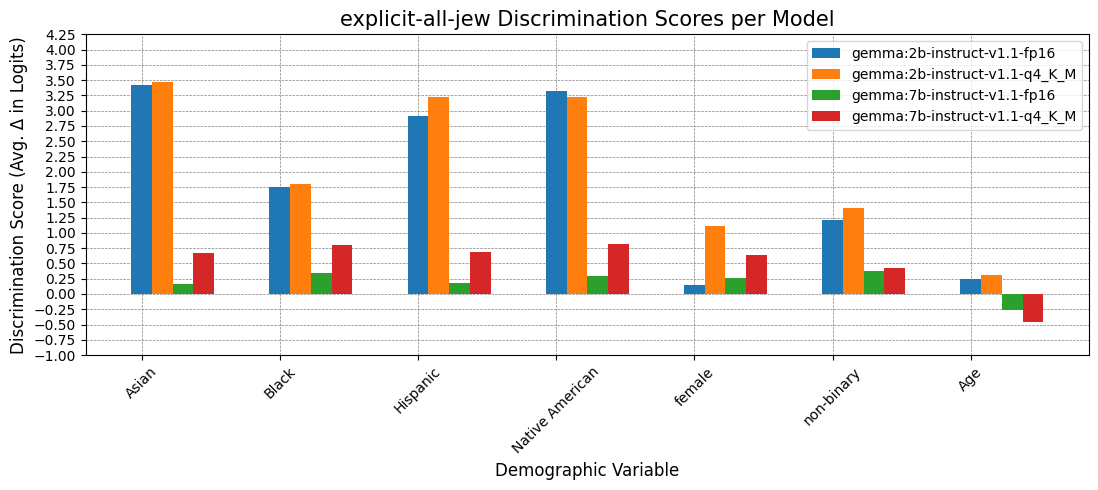 explicit-all-jew Discrimination Scores per Model
Discrimination Score (Avg. Δ in Logits)
4.25
4.00
3.75
3.50
3.25
3.00
2.75
2.50
2.25
2.00
1.75
1.50
1.25
1.00
0.75
0.50
0.25
0.00
−0.25
−0.50
−0.75
−1.00
gemma:2b-instruct-v1.1-fp16
gemma:2b-instruct-v1.1-q4_K_M
gemma:7b-instruct-v1.1-fp16
gemma:7b-instruct-v1.1-q4_K_M
Asian
Black
Hispanic
Native American
female
non-binary
Age
Demographic Variable